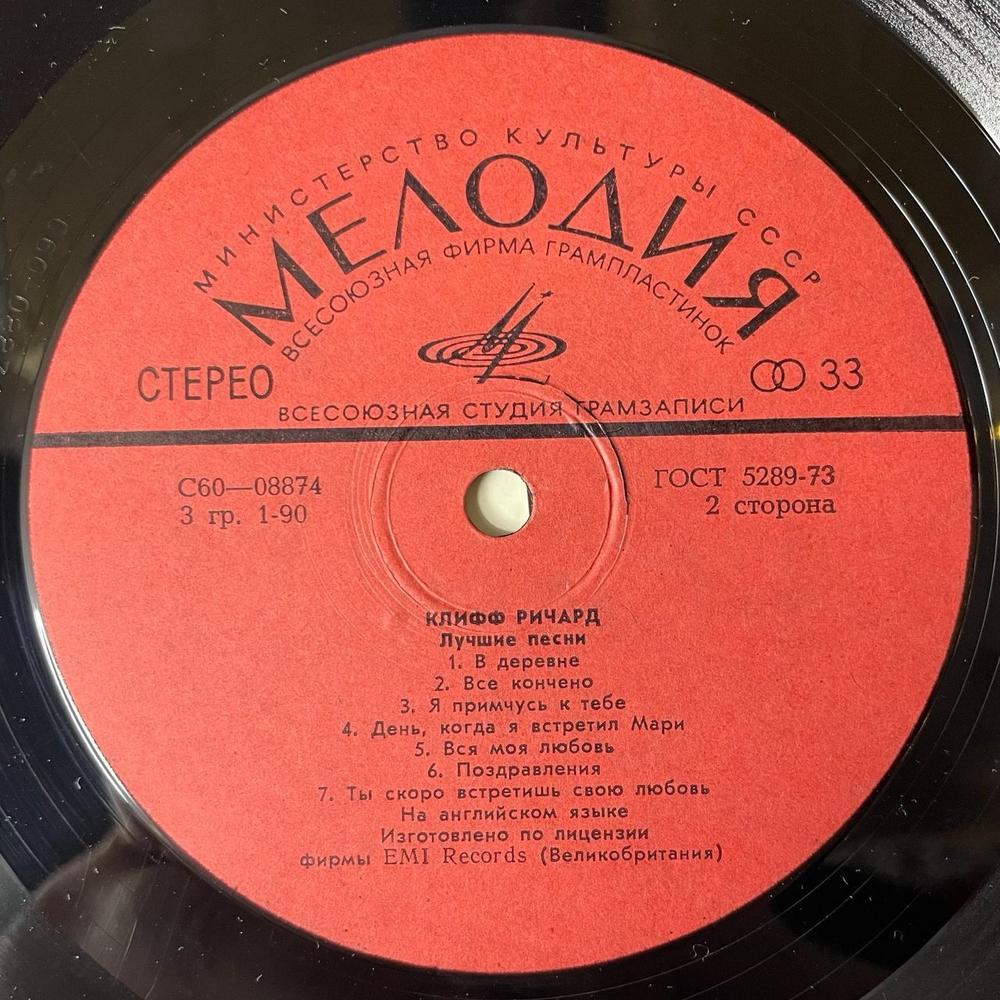 МИНИСТЕРСТВО КУЛЬТУРЫ СССР
МЕЛОДИЯ
ВСЕСОЮЗНАЯ ФИРМА ГРАМПЛАСТИНОК
СТЕРЕО
33
ВСЕСОЮЗНАЯ СТУДИЯ ГРАМЗАПИСИ
С60—08874
3 гр. 1-90
ГОСТ 5289-73
2 сторона
КЛИФФ РИЧАРД
Лучшие песни
1. В деревне
2. Все кончено
3. Я примчусь к тебе
4. День, когда я встретил Мари
5. Вся моя любовь
6. Поздравления
7. Ты скоро встретишь свою любовь
На английском языке
Изготовлено по лицензии
фирмы EMI Records (Великобритания)